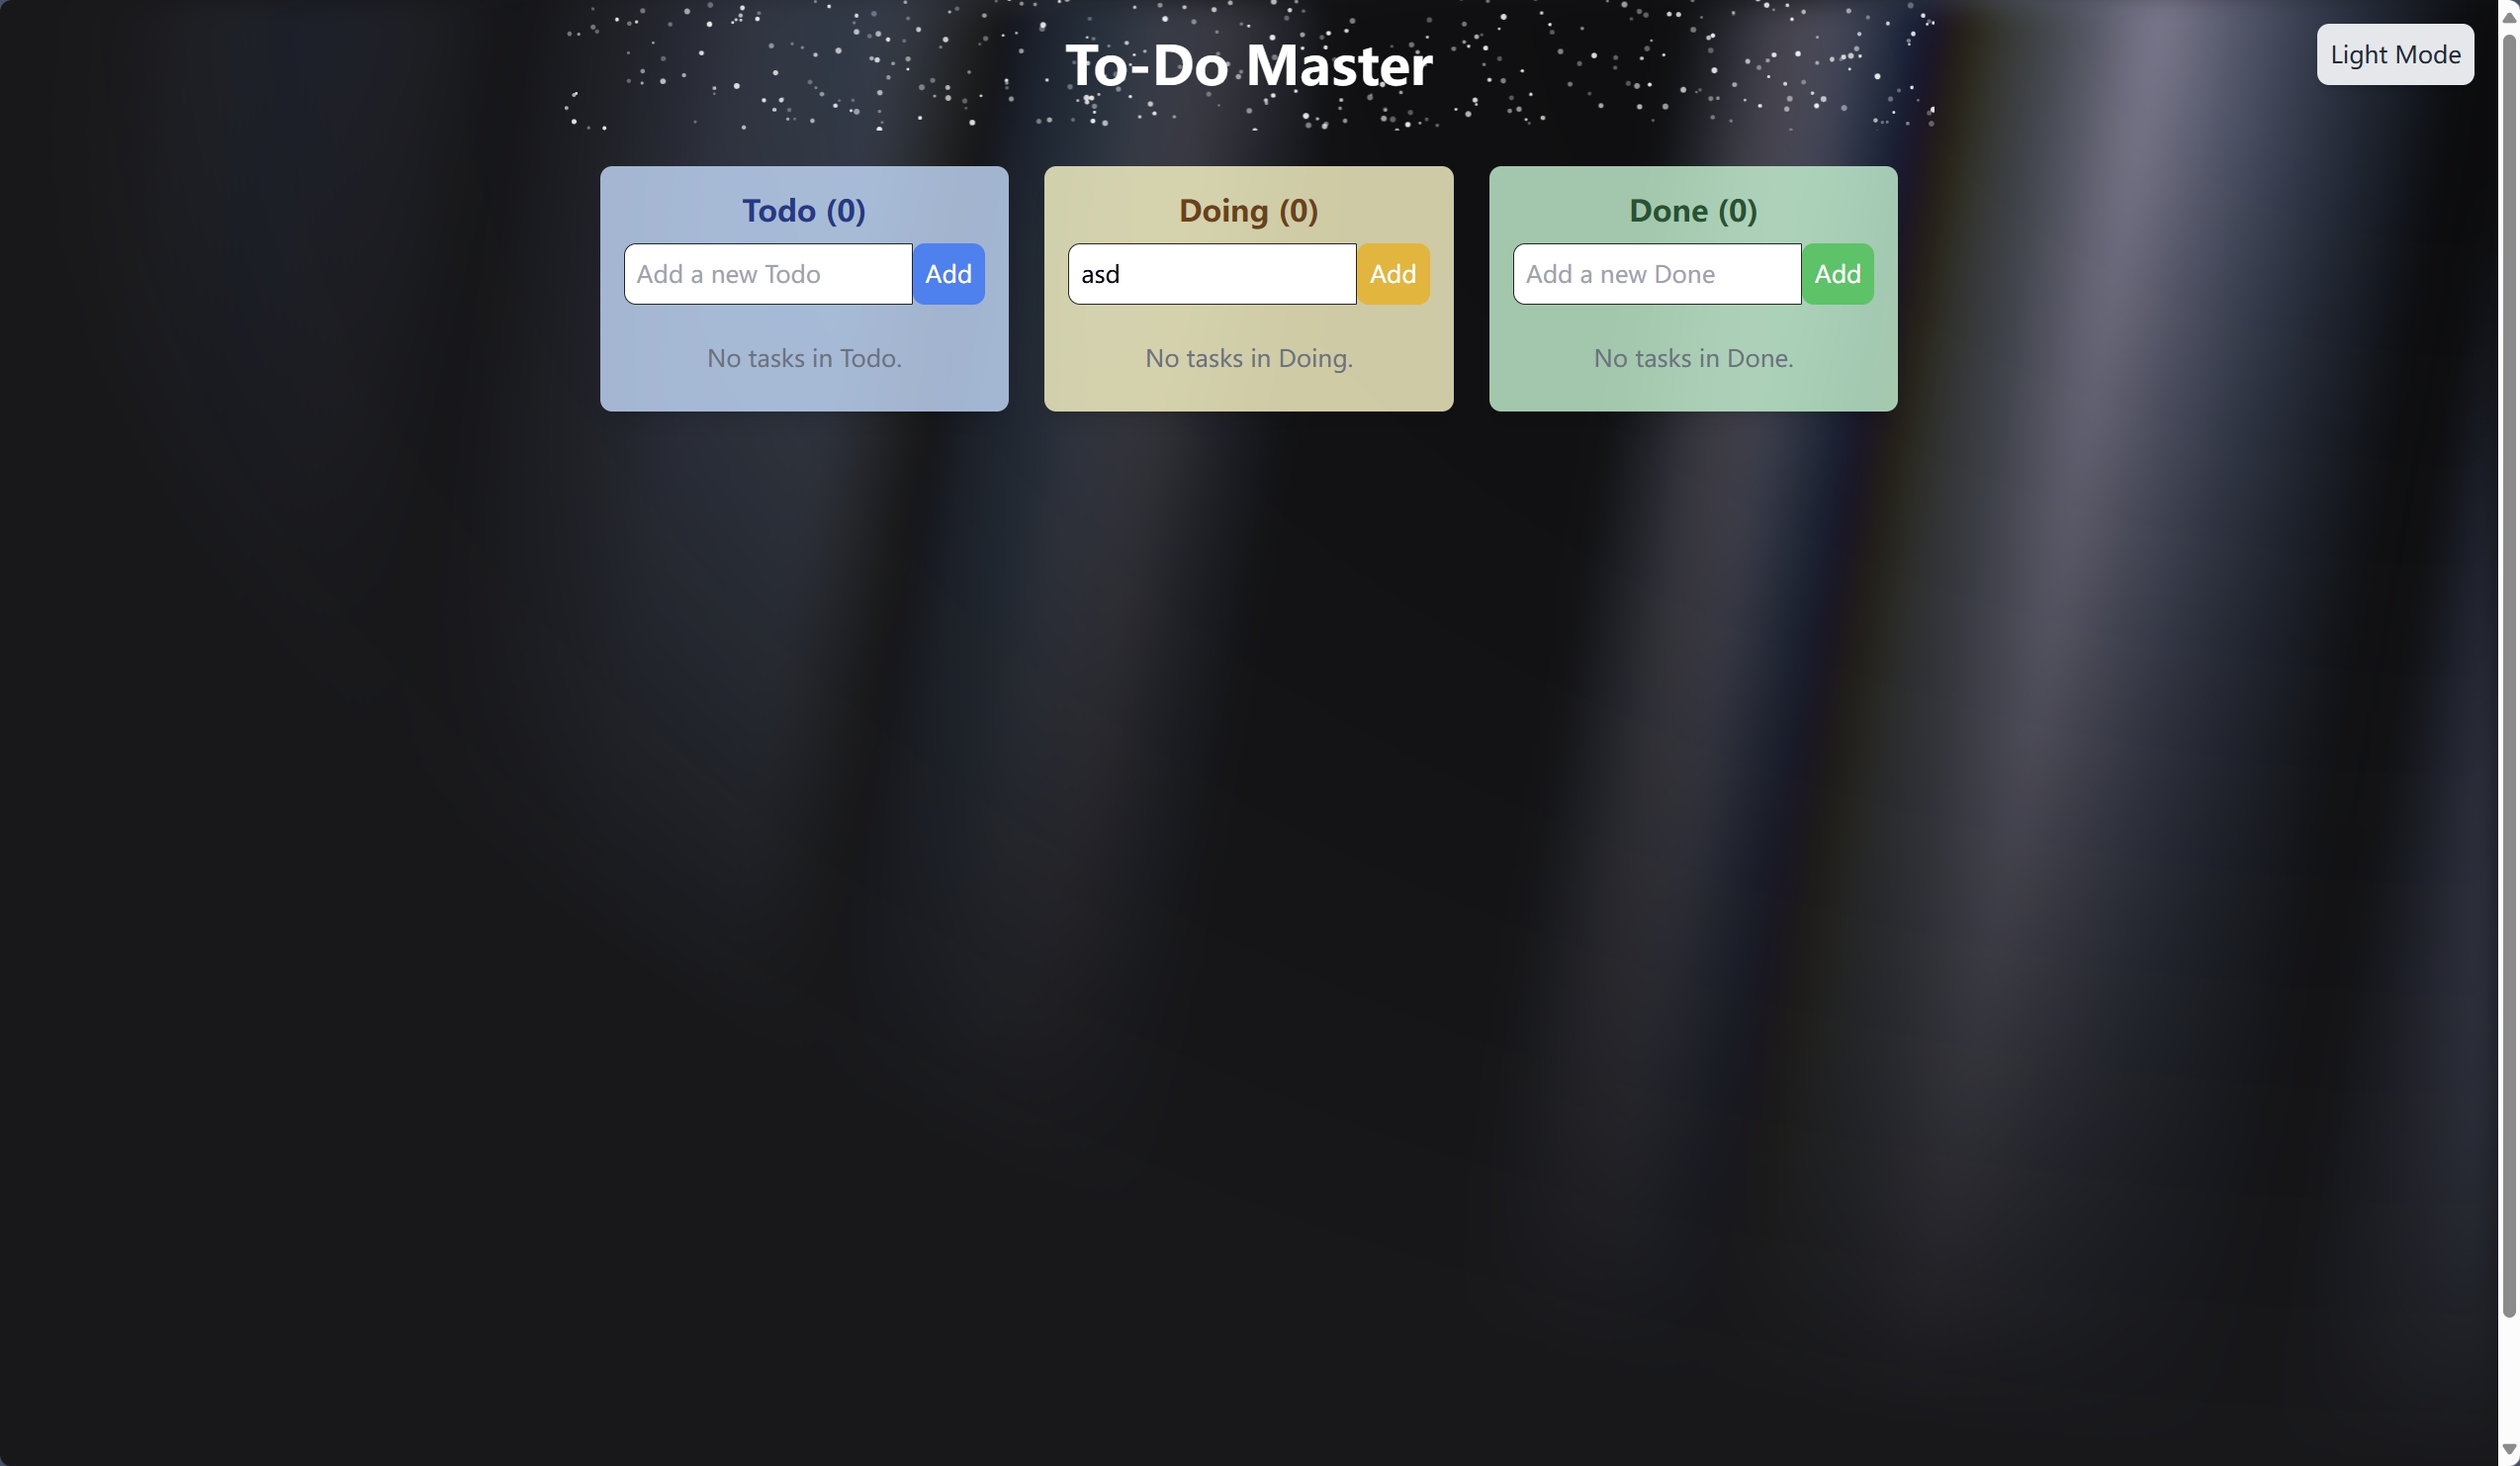 To-Do Master
Light Mode
Todo (0)
Add a new Todo
Add
No tasks in Todo.
Doing (0)
asd
Add
No tasks in Doing.
Done (0)
Add a new Done
Add
No tasks in Done.